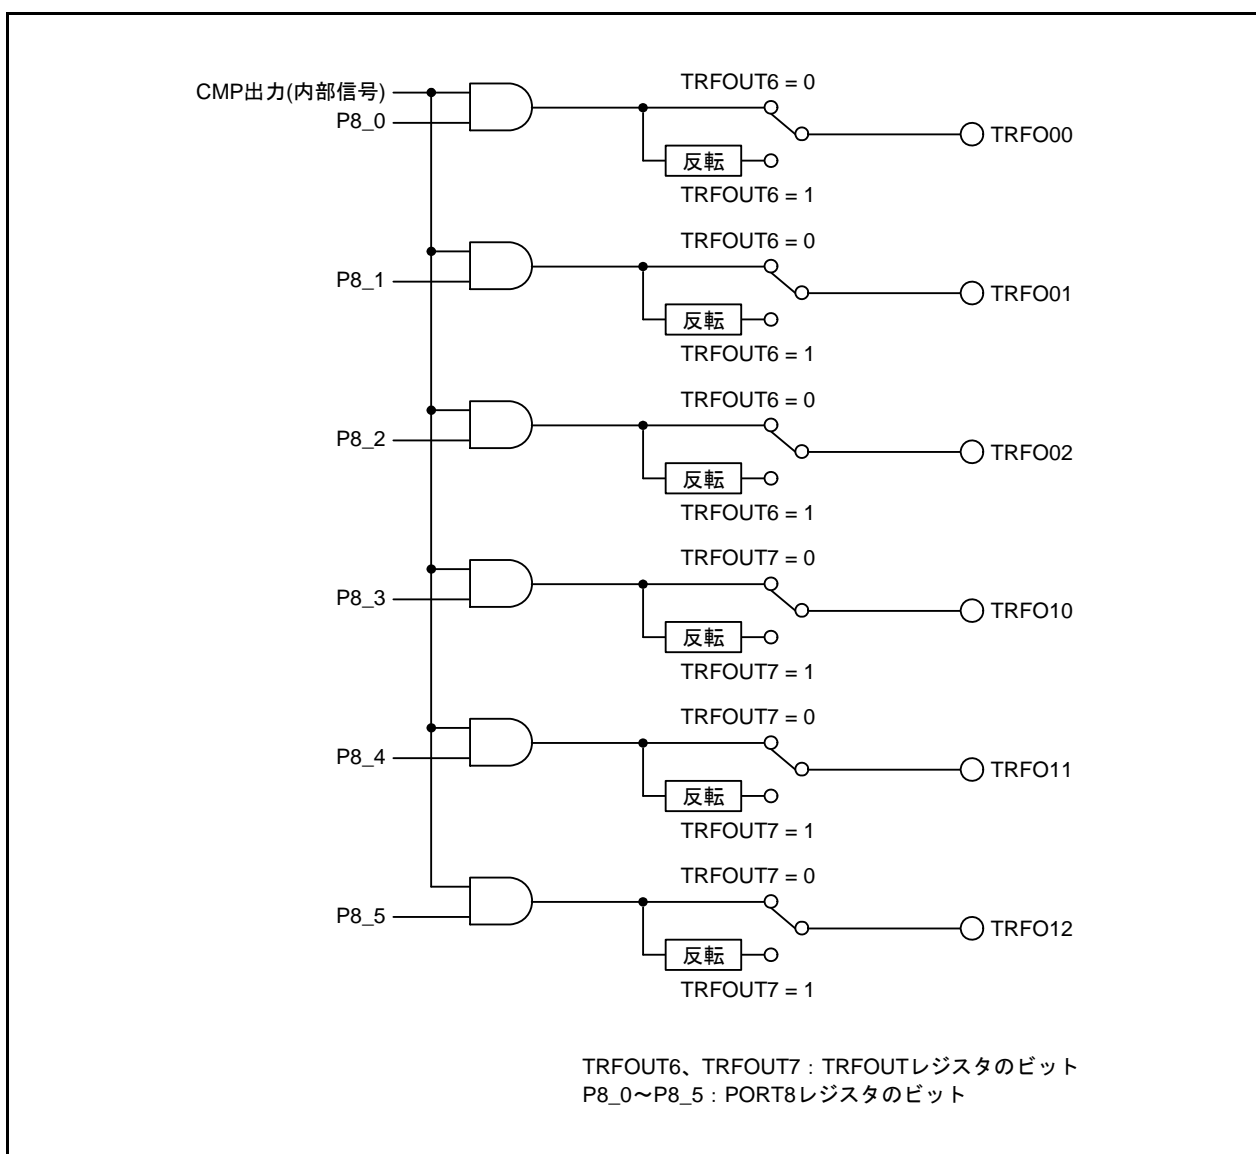 CMP出力(内部信号)
P8_0
TRFOUT6 = 0
反転
TRFOUT6 = 1
TRFO00
P8_1
TRFOUT6 = 0
反転
TRFOUT6 = 1
TRFO01
P8_2
TRFOUT6 = 0
反転
TRFOUT6 = 1
TRFO02
P8_3
TRFOUT7 = 0
反転
TRFOUT7 = 1
TRFO10
P8_4
TRFOUT7 = 0
反転
TRFOUT7 = 1
TRFO11
P8_5
TRFOUT7 = 0
反転
TRFOUT7 = 1
TRFO12
TRFOUT6、TRFOUT7：TRFOUTレジスタのビット
P8_0～P8_5：PORT8レジスタのビット